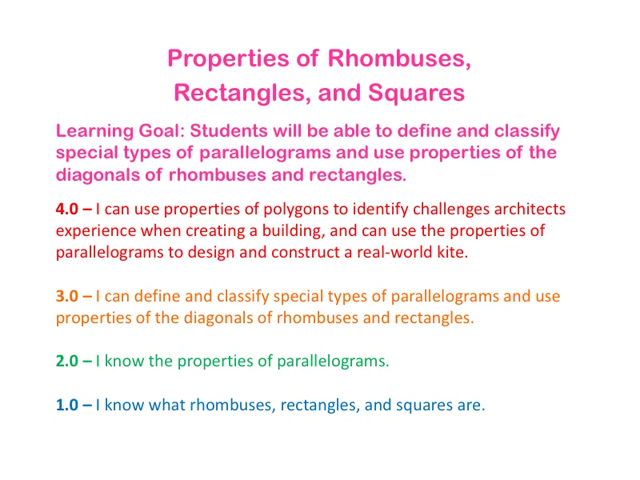 Properties of Rhombuses,
Rectangles, and Squares
Learning Goal: Students will be able to define and classify
special types of parallelograms and use properties of the
diagonals of rhombuses and rectangles.
4.0 – I can use properties of polygons to identify challenges architects
experience when creating a building, and can use the properties of
parallelograms to design and construct a real-world kite.
3.0 – I can define and classify special types of parallelograms and use
properties of the diagonals of rhombuses and rectangles.
2.0 – I know the properties of parallelograms.
1.0 – I know what rhombuses, rectangles, and squares are.